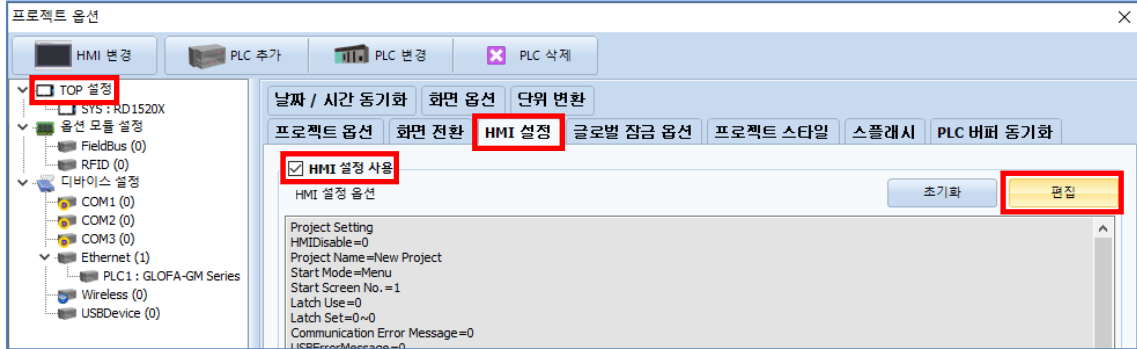 프로젝트 옵션
HMI 변경 PLC 추가 PLC 변경 PLC 삭제
TOP 설정
SYS : RD1520X
옵션 모듈 설정
FieldBus (0)
RFID (0)
디바이스 설정
COM1 (0)
COM2 (0)
COM3 (0)
Ethernet (1)
PLC1 : GLOFA-GM Series
Wireless (0)
USBDevice (0)
날짜 / 시간 동기화 화면 옵션 단위 변환
프로젝트 옵션 화면 전환 HMI 설정 글로벌 잠금 옵션 프로젝트 스타일 스플래시 PLC 버퍼 동기화
HMI 설정 사용
HMI 설정 옵션 초기화 편집
Project Setting
HMIDisable=0
Project Name=New Project
Start Mode=Menu
Start Screen No.=1
Latch Use=0
Latch Set=0~0
Communication Error Message=0
USBErrorMessage=0